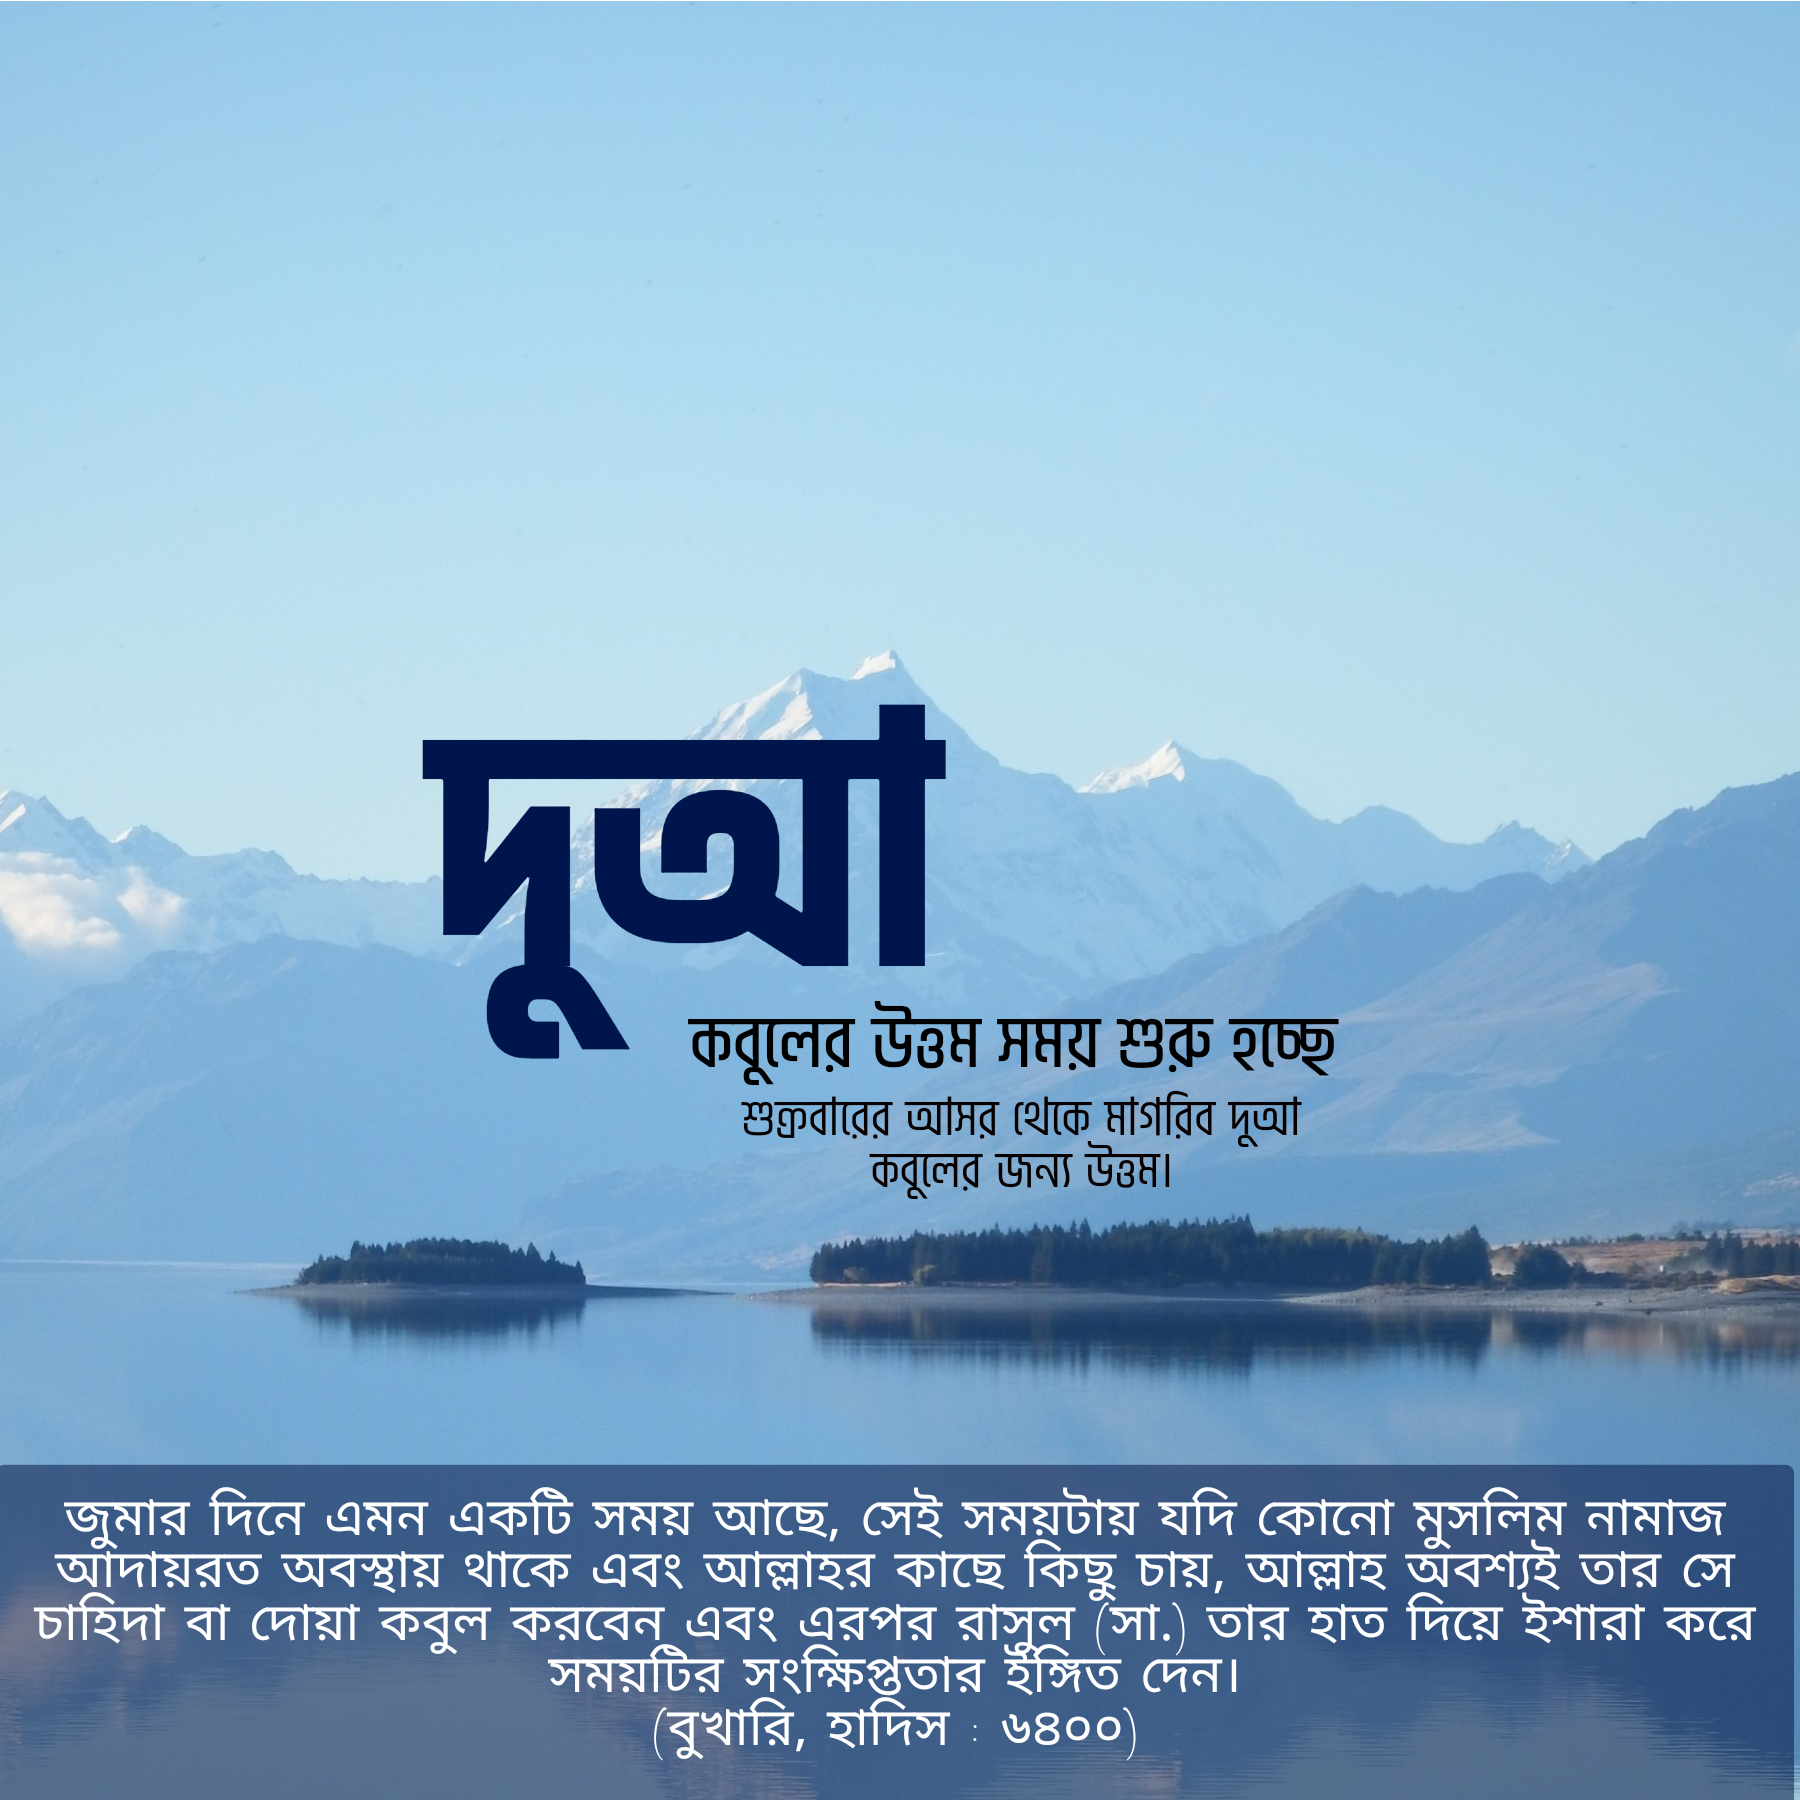 দুআ
কবুলের উত্তম সময় শুরু হচ্ছে
শুক্রবারের আসর থেকে মাগরিব দুআ
কবুলের জন্য উত্তম।
জুমার দিনে এমন একটি সময় আছে, সেই সময়টায় যদি কোনো মুসলিম নামাজ
আদায়রত অবস্থায় থাকে এবং আল্লাহর কাছে কিছু চায়, আল্লাহ অবশ্যই তার সে
চাহিদা বা দোয়া কবুল করবেন এবং এরপর রাসুল (সা.) তার হাত দিয়ে ইশারা করে
সময়টির সংক্ষিপ্ততার ইঙ্গিত দেন।
(বুখারি, হাদিস : ৬৪০০)